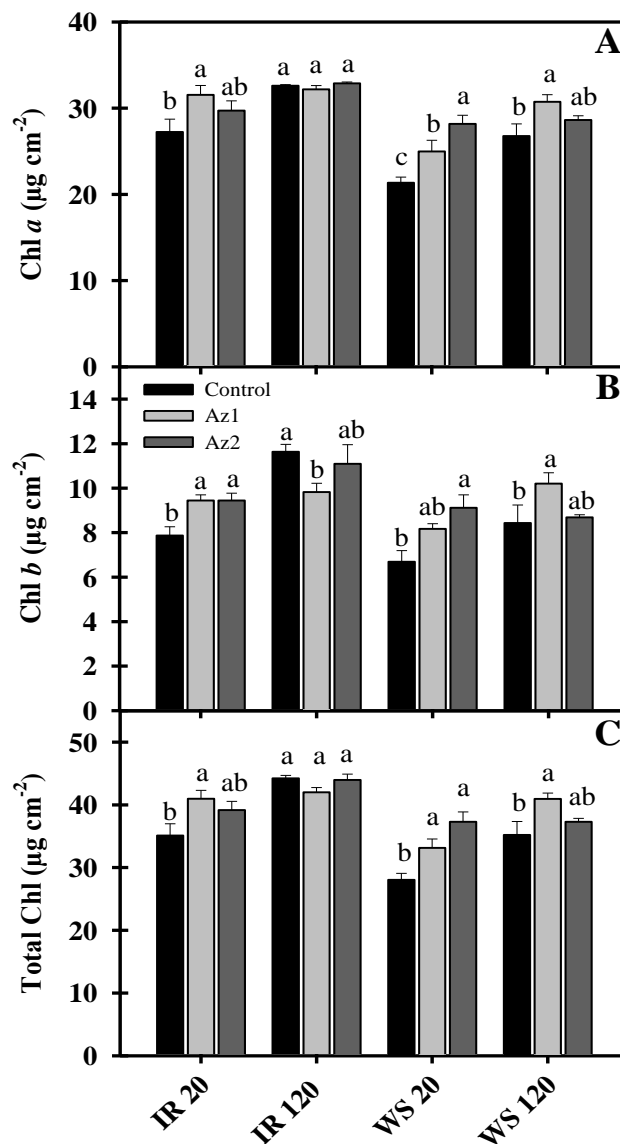 A
40
30
20
10
0
Chl a (µg cm-2)
b a ab
a a a
c b a
b a ab
B
Control
Az1
Az2
14
12
10
8
6
4
2
0
Chl b (µg cm-2)
b a a
a b ab
b ab a
b a ab
C
50
40
30
20
10
0
Total Chl (µg cm-2)
b a ab
a a a
b a a
b a ab
IR 20 IR 120 WS 20 WS 120